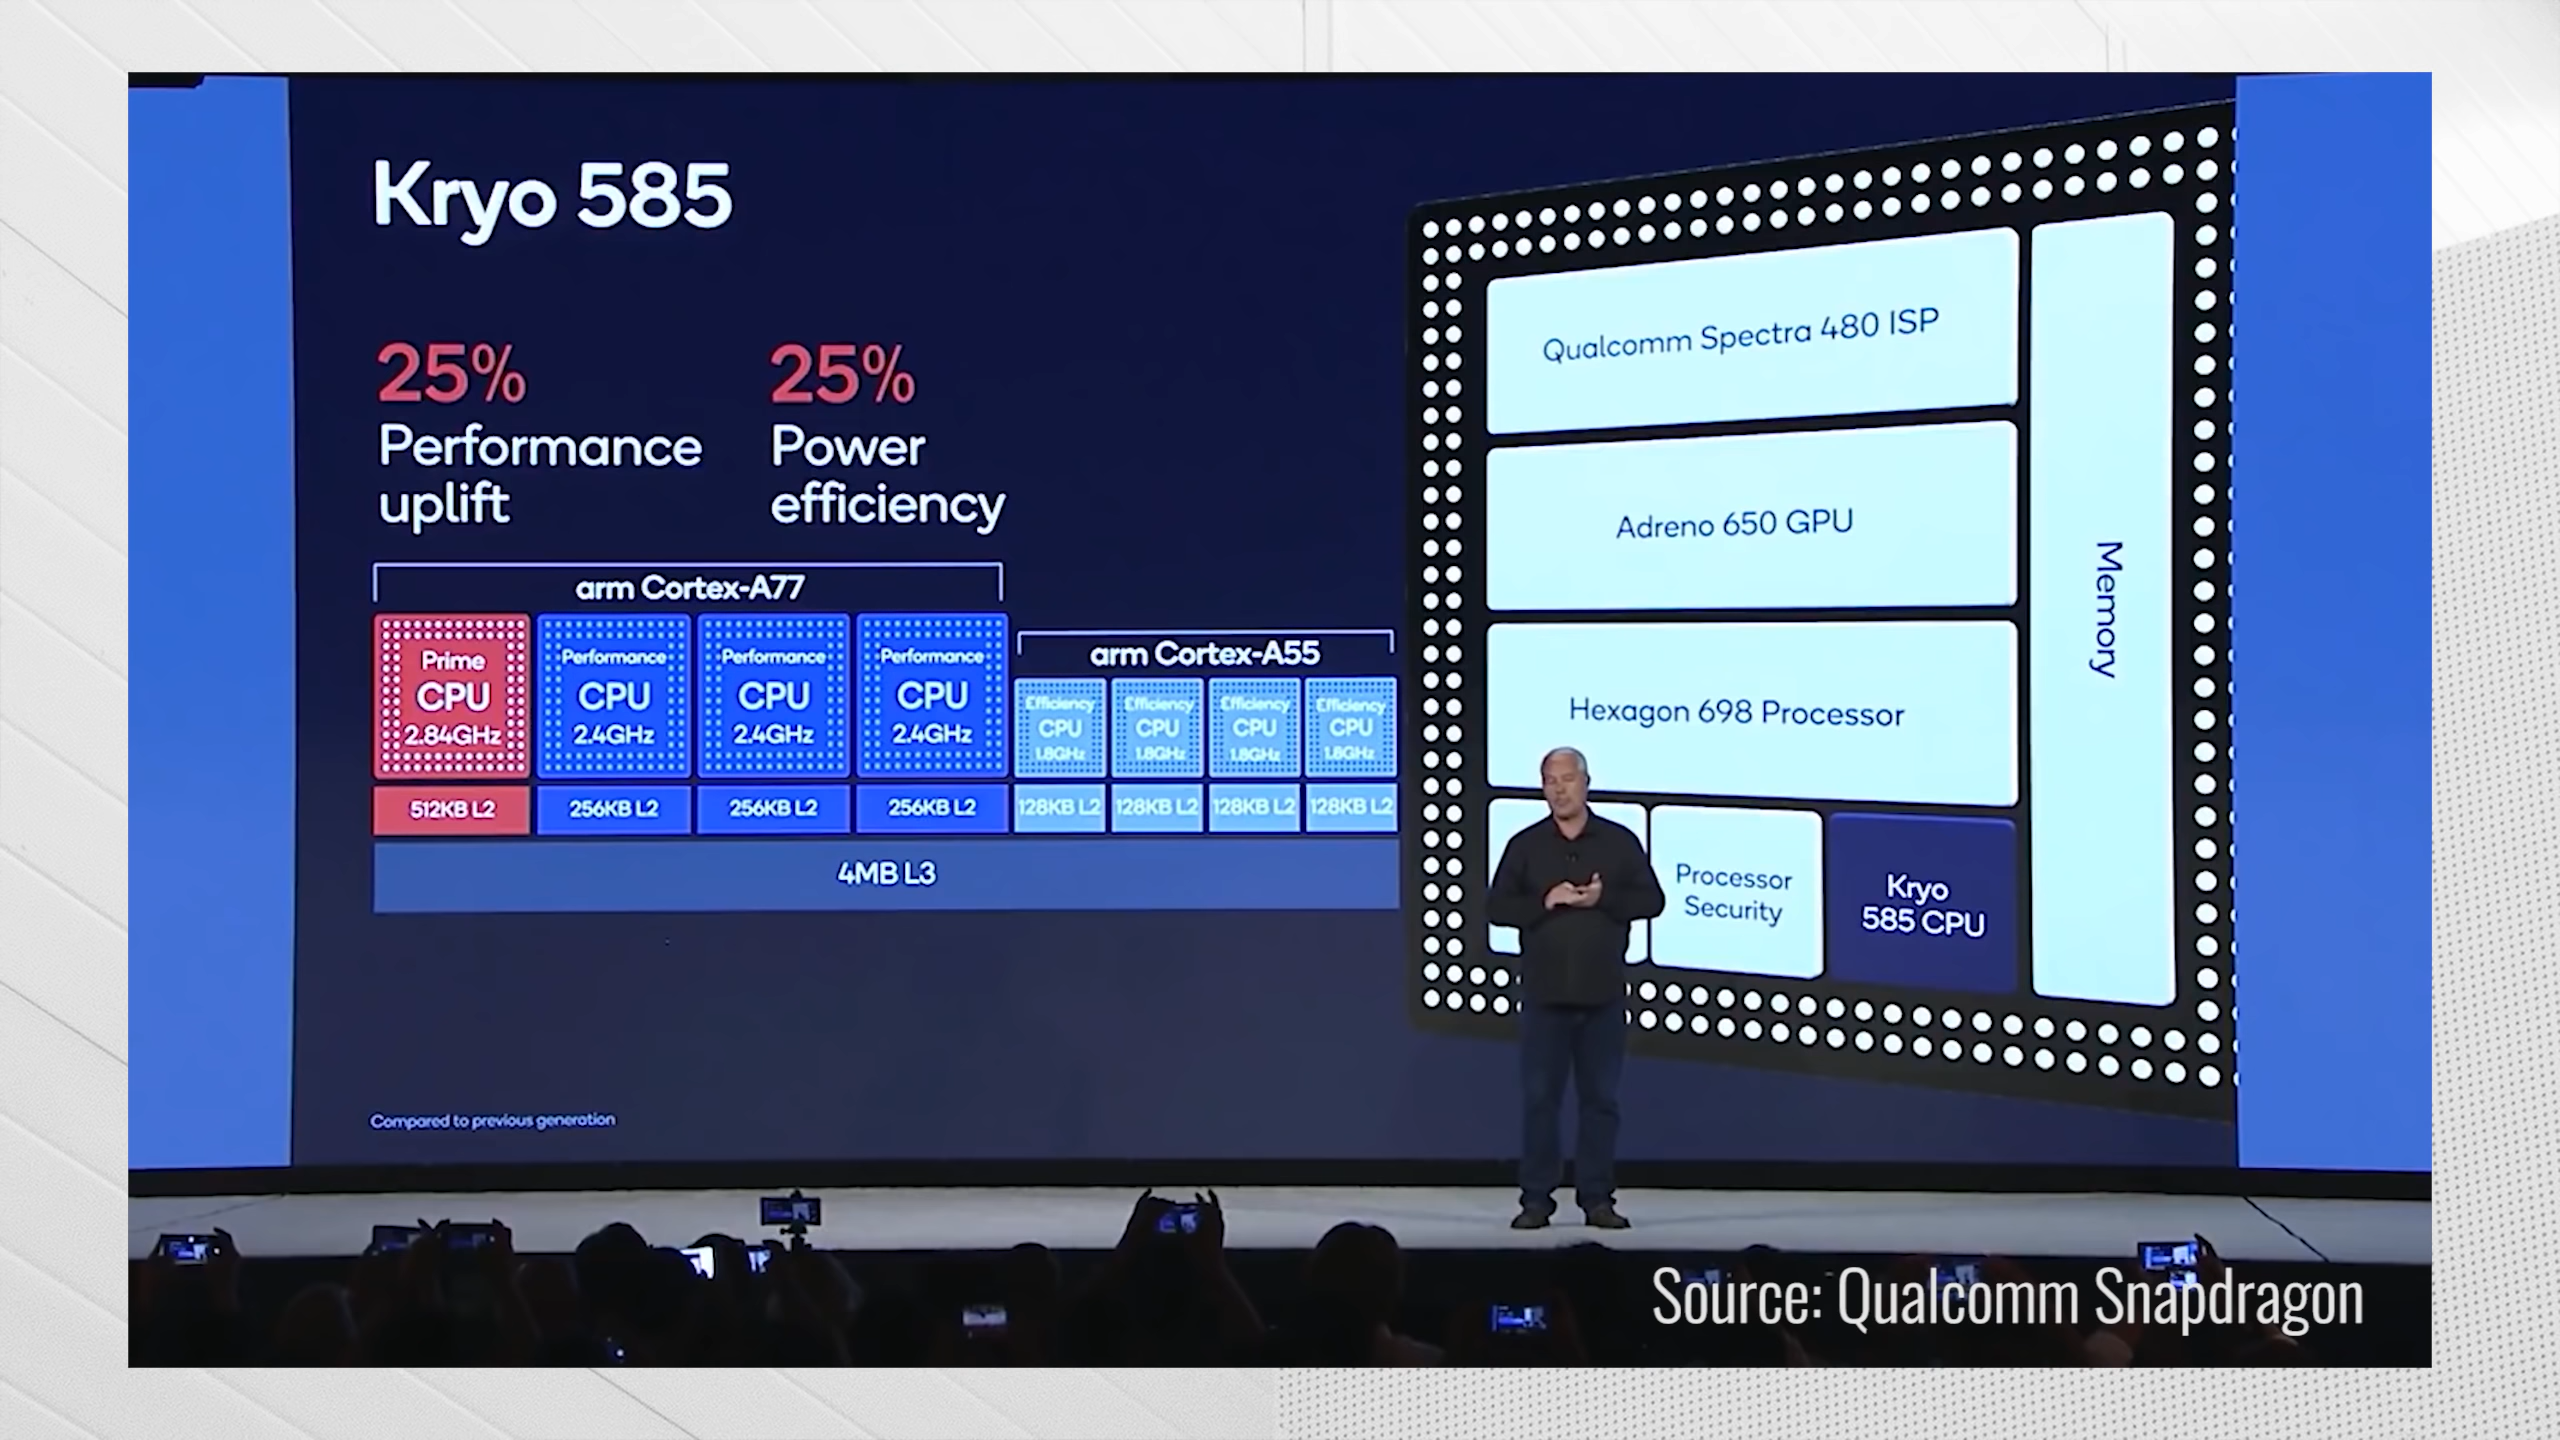 Kryo 585
25%
Performance
uplift
25%
Power
efficiency
arm Cortex-A77
Prime
CPU
2.84GHz
Performance
CPU
2.4GHz
Performance
CPU
2.4GHz
Performance
CPU
2.4GHz
arm Cortex-A55
Efficiency
CPU
1.8GHz
Efficiency
CPU
1.8GHz
Efficiency
CPU
1.8GHz
Efficiency
CPU
1.8GHz
512KB L2
256KB L2
256KB L2
256KB L2
128KB L2
128KB L2
128KB L2
128KB L2
4MB L3
Compared to previous generation
Qualcomm Spectra 480 ISP
Adreno 650 GPU
Hexagon 698 Processor
Processor
Security
Kryo
585 CPU
Memory
Source: Qualcomm Snapdragon